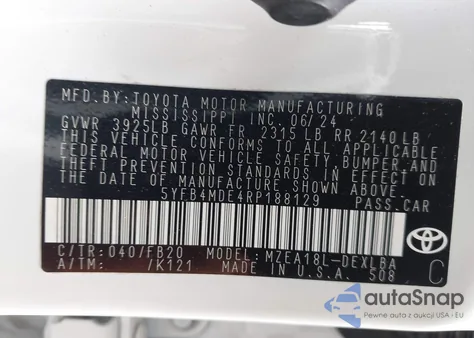 MFD.BY:TOYOTA MOTOR MANUFACTURING
MISSISSIPPI INC. 06/24
GVWR 3925LB GAWR FR 2315 LB RR 2140 LB
THIS VEHICLE CONFORMS TO ALL APPLICABLE
FEDERAL MOTOR VEHICLE SAFETY, BUMPER, AND
THEFT PREVENTION STANDARDS IN EFFECT ON
THE DATE OF MANUFACTURE SHOWN ABOVE.
5YFB4MDE4RP188129 PASS.CAR
C/TR: 040/FB20 MODEL: MZEA18L-DEXLBA
A/TM: /K121 MADE IN U.S.A. 508
TOYOTA
C
autoSnap
Pewne auta z USA i Kanady